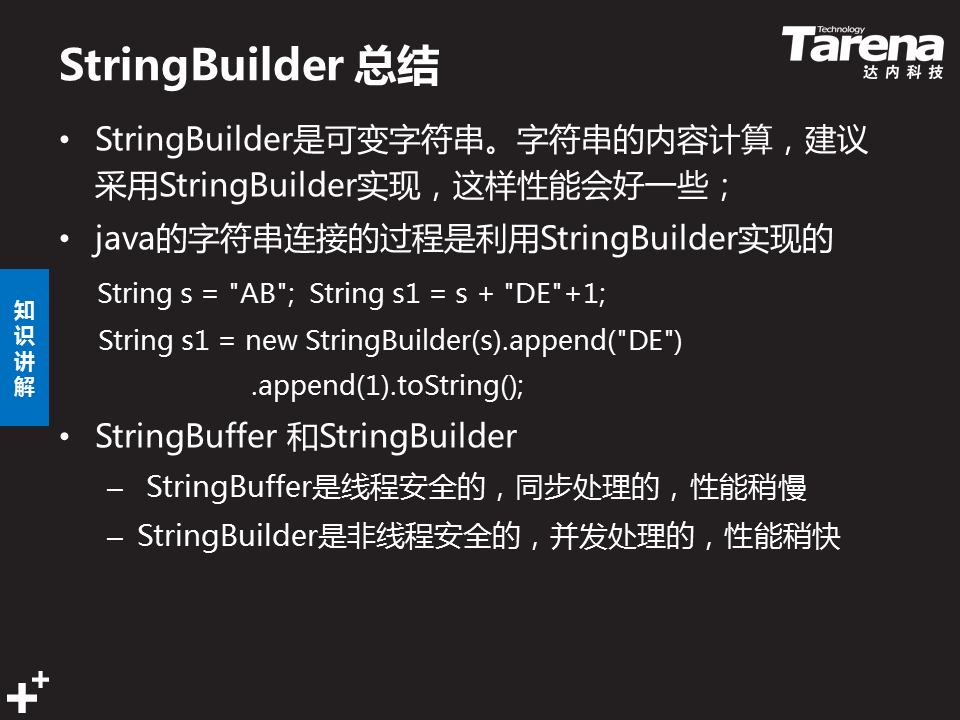 StringBuilder 总结
Technology
Tarena
达内科技
• StringBuilder是可变字符串。字符串的内容计算，建议
采用StringBuilder实现，这样性能会好一些；
• java的字符串连接的过程是利用StringBuilder实现的
String s = "AB"; String s1 = s + "DE"+1;
String s1 = new StringBuilder(s).append("DE")
.append(1).toString();
知识讲解
• StringBuffer 和StringBuilder
– StringBuffer是线程安全的，同步处理的，性能稍慢
– StringBuilder是非线程安全的，并发处理的，性能稍快